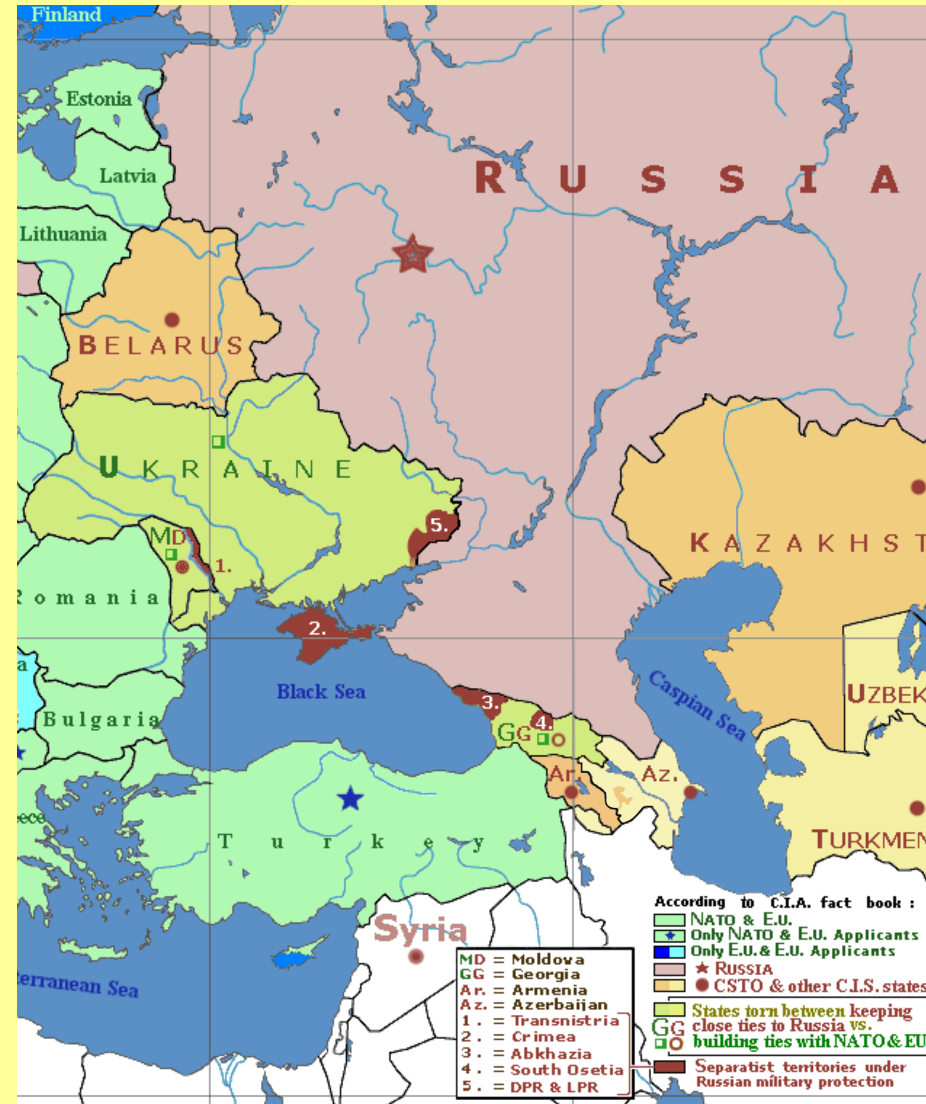 Finland
Estonia
Latvia
Lithuania
RUSSIA
BELARUS
UKRAINE
MD
1.
5.
Romania
2.
Black Sea
Caspian Sea
KAZAKHST
UZBEK
TURKMEN
Bulgaria
3.
4.
GG
Ar.
Az.
Turkey
Syria
terranean Sea
MD = Moldova
GG = Georgia
Ar. = Armenia
Az. = Azerbaijan
1. = Transnistria
2. = Crimea
3. = Abkhazia
4. = South Osetia
5. = DPR & LPR
According to C.I.A. fact book :
NATO & E.U.
Only NATO & E.U. Applicants
Only E.U. & E.U. Applicants
RUSSIA
CSTO & other C.I.S. states
States torn between keeping
GG close ties to Russia vs.
building ties with NATO & EU
Separatist territories under
Russian military protection